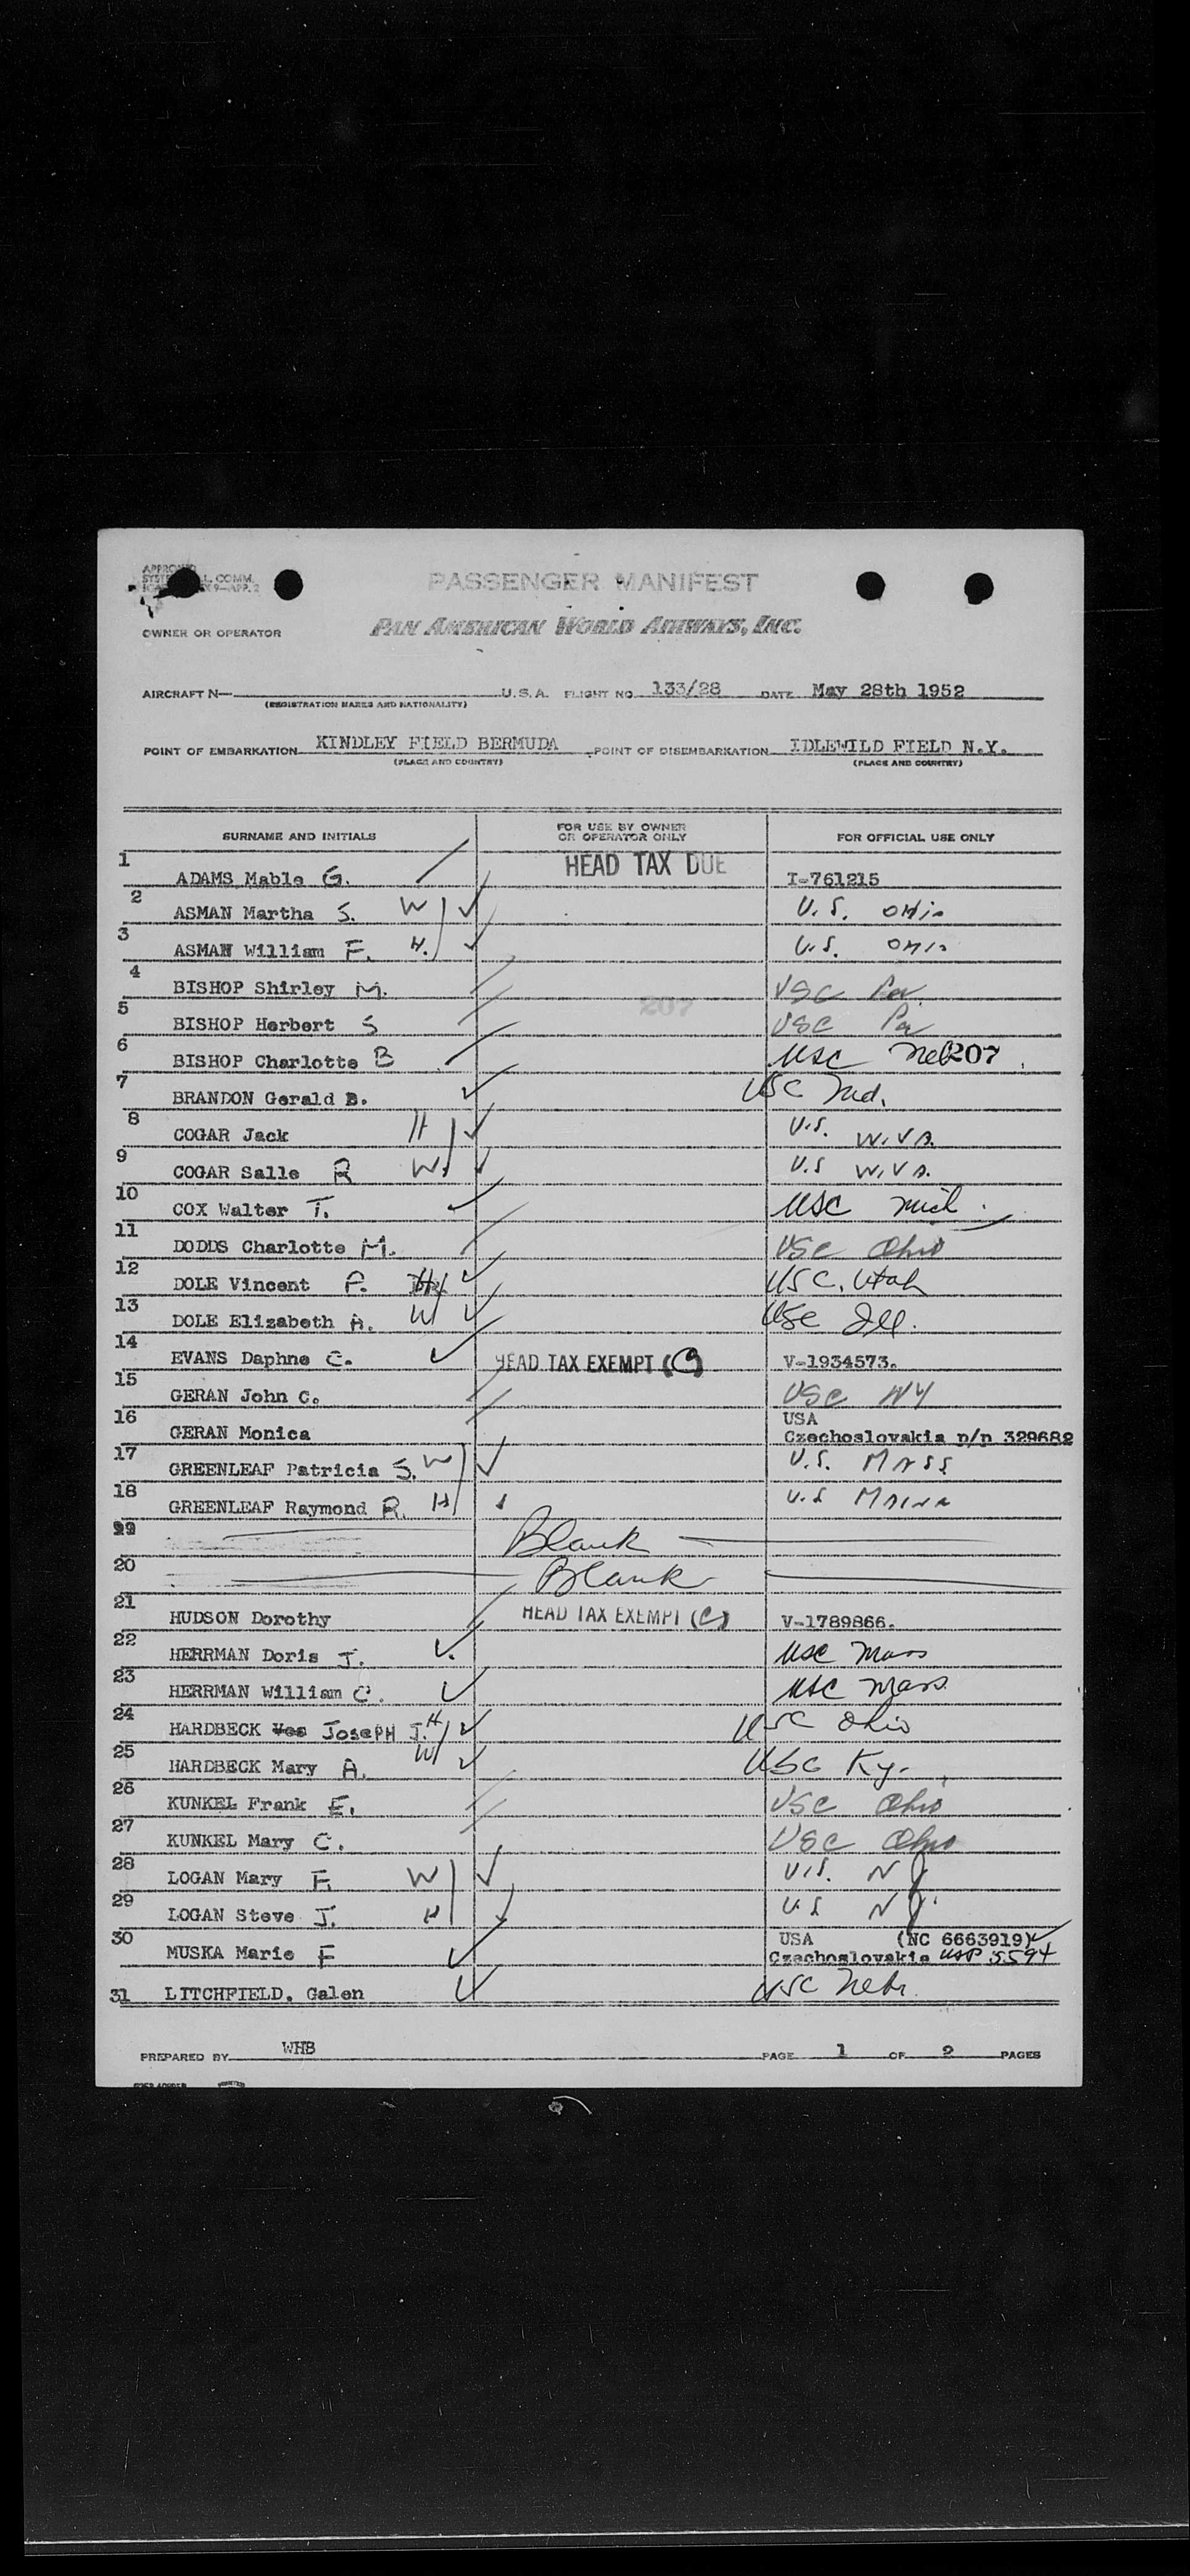 APPROVED
L. COMM.
PASSENGER MANIFEST
OWNER OR OPERATOR PAN AMERICAN WORLD AIRWAYS, INC.
AIRCRAFT N— U.S.A. FLIGHT NO. 133/28 DATE May 28th 1952
(REGISTRATION MARKS AND NATIONALITY)
POINT OF EMBARKATION KINDLEY FIELD BERMUDA POINT OF DISEMBARKATION IDLEWILD FIELD N.Y.
(PLACE AND COUNTRY) (PLACE AND COUNTRY)
SURNAME AND INITIALS FOR USE BY OWNER OR OPERATOR ONLY FOR OFFICIAL USE ONLY
1 ADAMS Mable G. HEAD TAX DUE I-761215
2 ASMAN Martha S. W U.S. Ohio
3 ASMAN William F. H. U.S. Ohio
4 BISHOP Shirley M. USC Pa.
5 BISHOP Herbert S 207 USC Pa
6 BISHOP Charlotte B USC Neb 207
7 BRANDON Gerald B. USC Md.
8 COGAR Jack H U.S. W.VA.
9 COGAR Salle R W. U.S W.VA.
10 COX Walter T. USC Mich.
11 DODDS Charlotte M. USC Ohio
12 DOLE Vincent P. H USC. Utah
13 DOLE Elizabeth A. W USC Ill.
14 EVANS Daphne C. HEAD TAX EXEMPT (C) V-1934573.
15 GERAN John C. USC NY
16 GERAN Monica USA
Czechoslovakia p/p 329682
17 GREENLEAF Patricia S. W U.S. MASS
18 GREENLEAF Raymond R. H U.S MAINE
19 Blank
20 Blank
21 HUDSON Dorothy HEAD TAX EXEMPT (C) V-1789866.
22 HERRMAN Doris J. USC Mass
23 HERRMAN William C. USC Mass.
24 HARDBECK Ves JosePH J. H USC Ohio
25 HARDBECK Mary A. W USC Ky.
26 KUNKEL Frank E. USC Ohio
27 KUNKEL Mary C. USC Ohio
28 LOGAN Mary F. W U.S. NJ
29 LOGAN Steve J. H U.S NJ.
30 MUSKA Marie F USA (NC 6663919)
Czechoslovakia USP 5594
31 LITCHFIELD, Galen USC Nebr.
PREPARED BY WHB PAGE 1 OF 2 PAGES